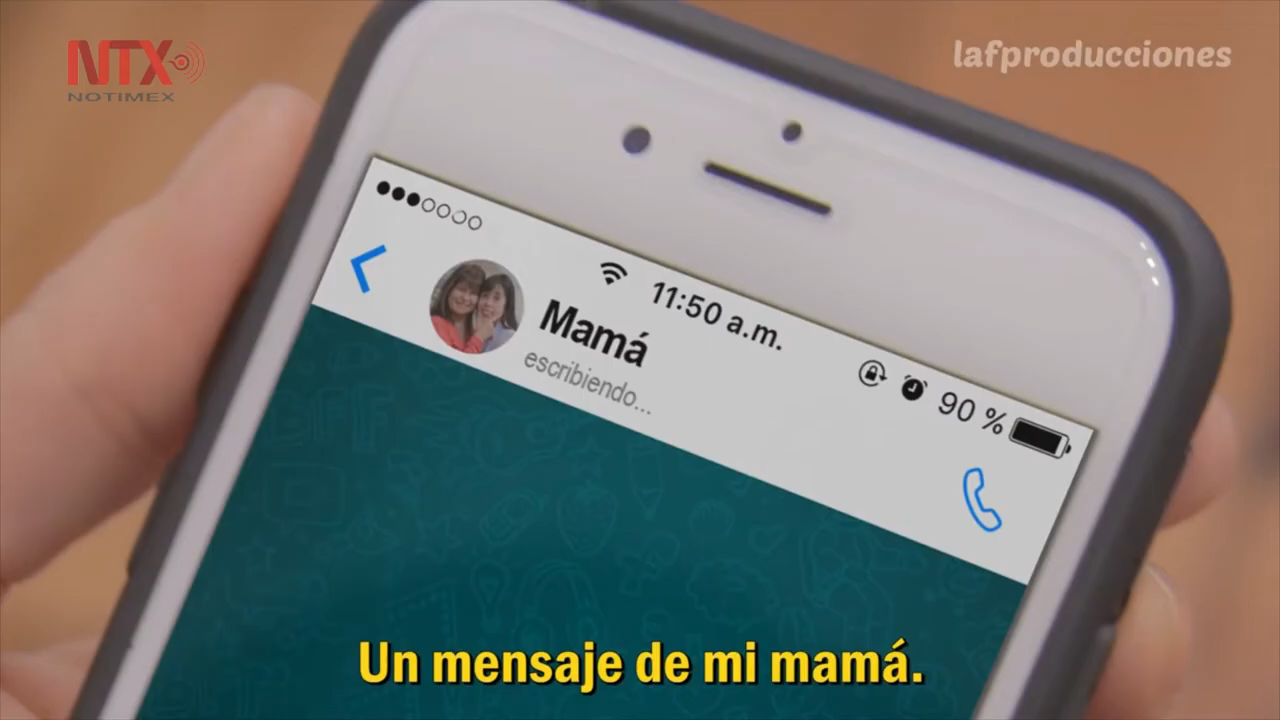 NTX
NOTIMEX
lafproducciones
11:50 a.m.
90 %
Mamá
escribiendo...
Un mensaje de mi mamá.